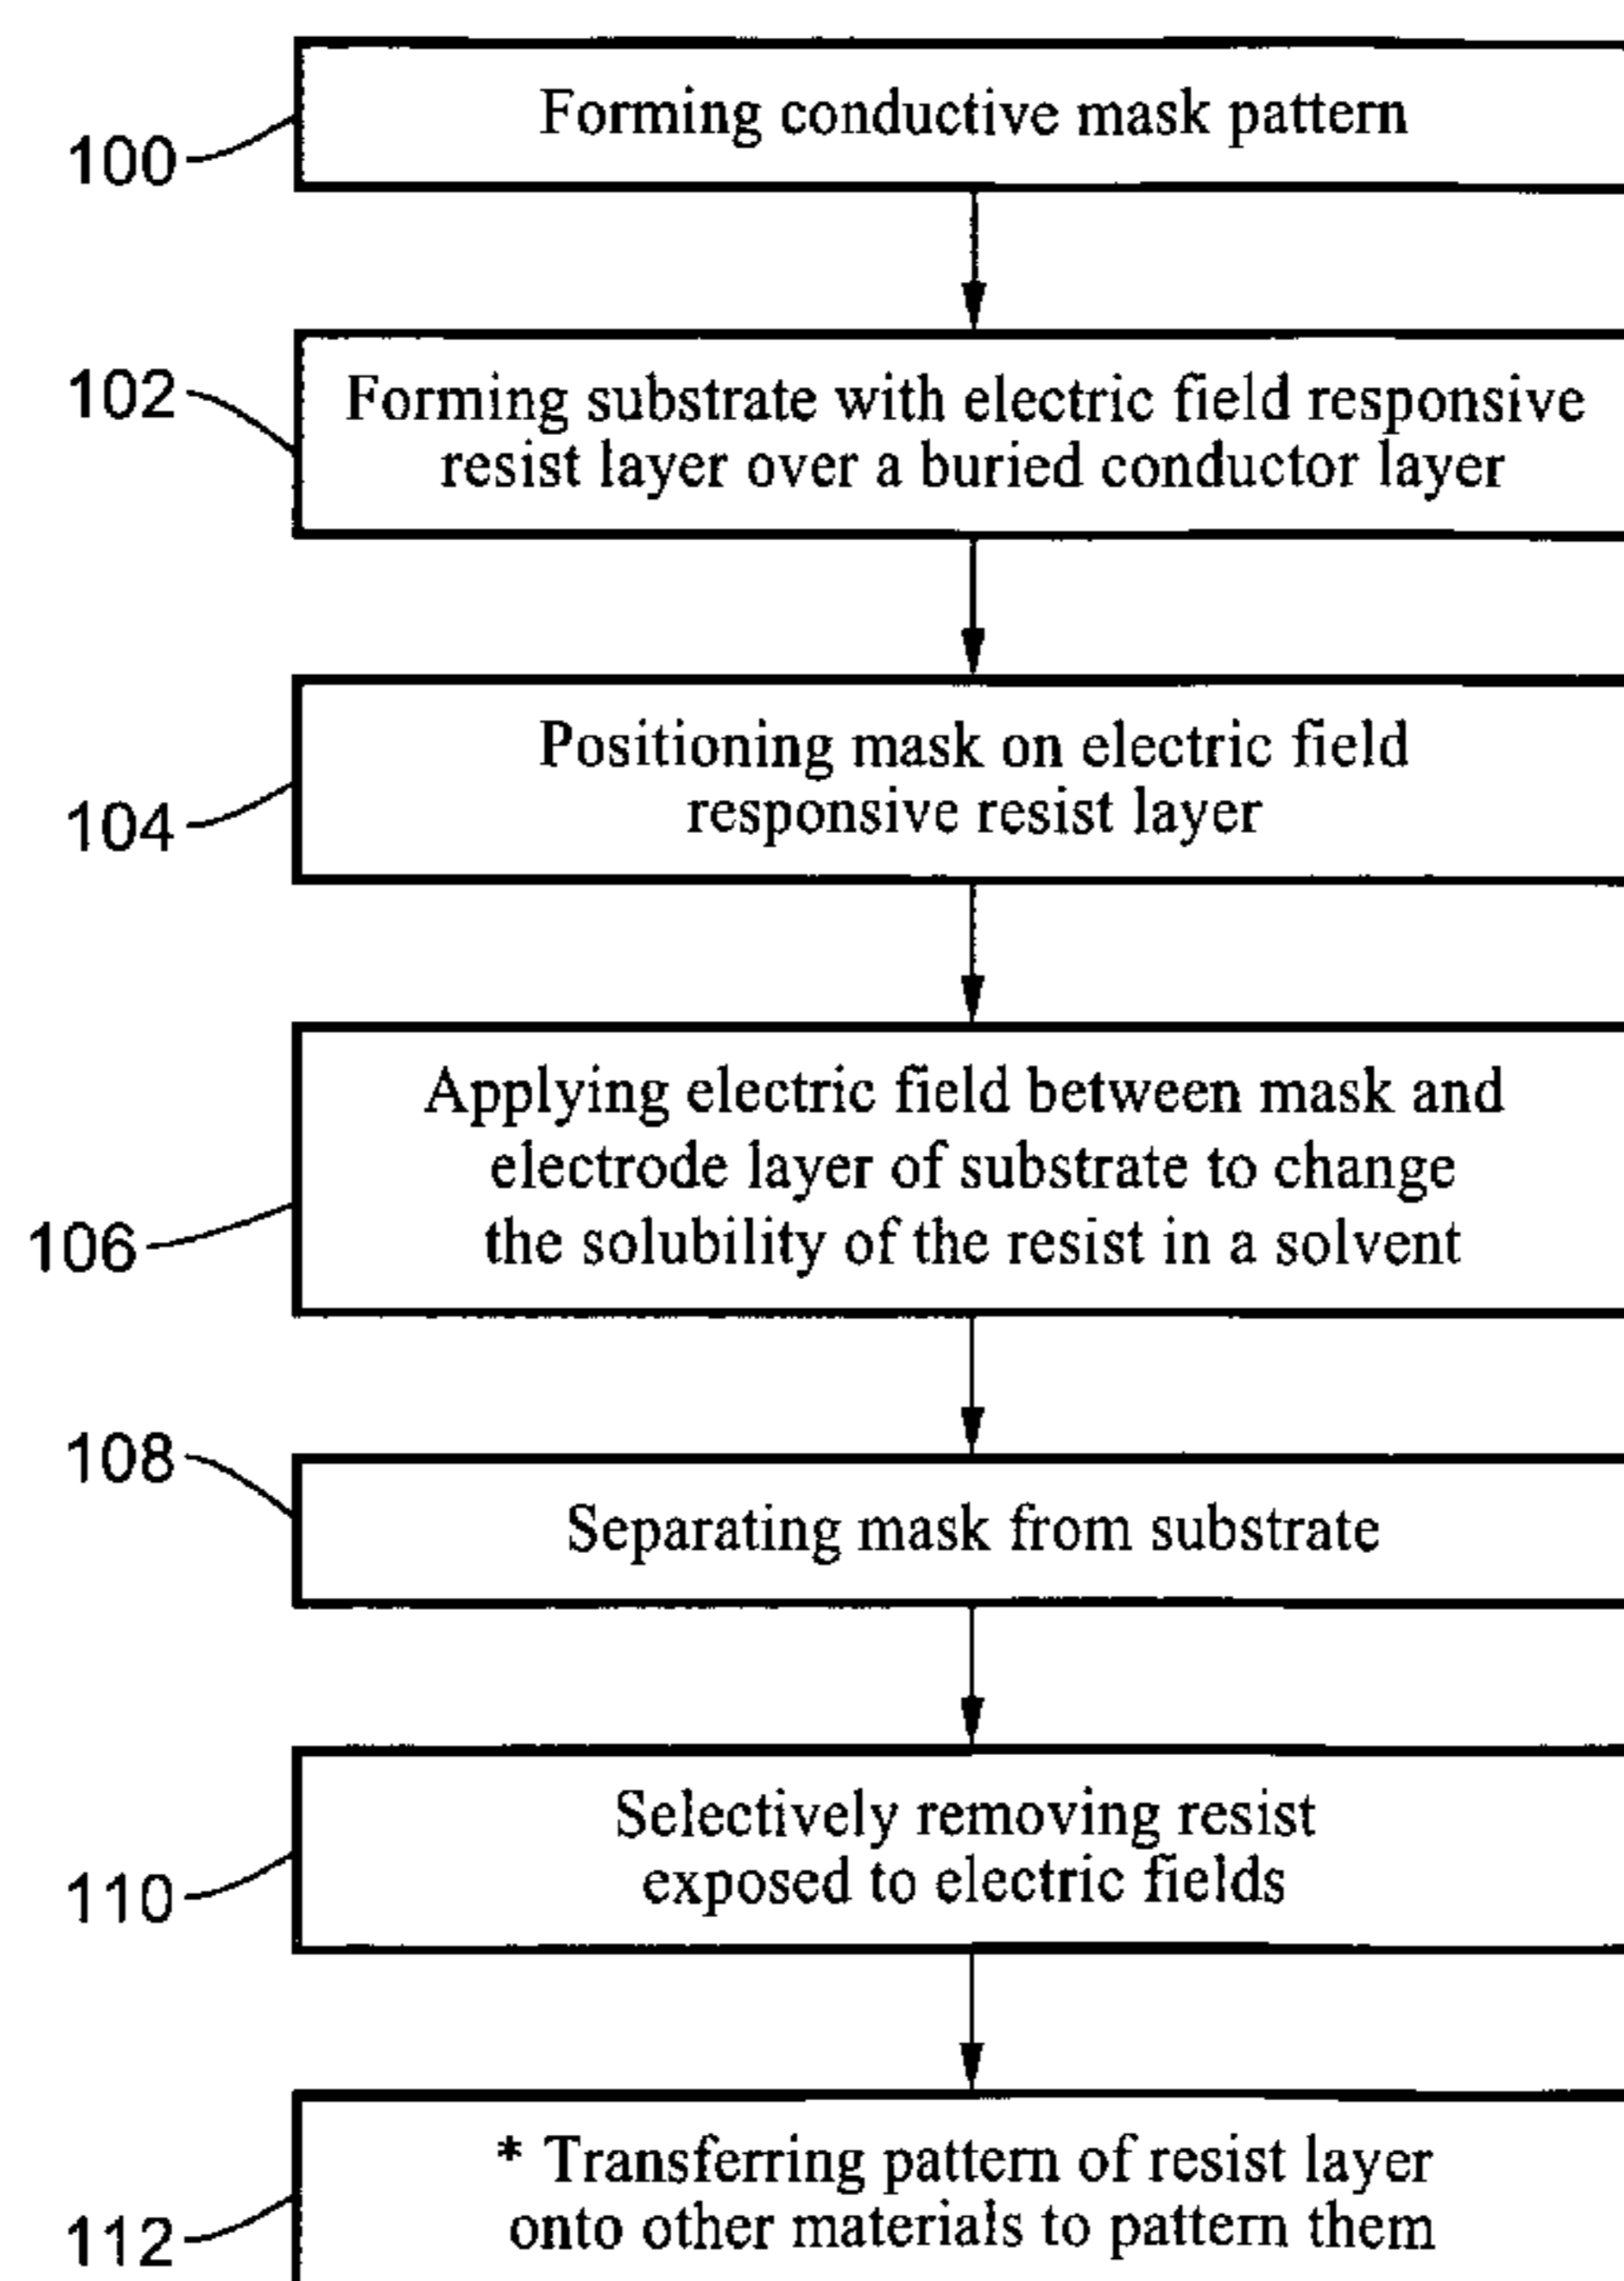 100
Forming conductive mask pattern
102
Forming substrate with electric field responsive
resist layer over a buried conductor layer
104
Positioning mask on electric field
responsive resist layer
106
Applying electric field between mask and
electrode layer of substrate to change
the solubility of the resist in a solvent
108
Separating mask from substrate
110
Selectively removing resist
exposed to electric fields
112
* Transferring pattern of resist layer
onto other materials to pattern them